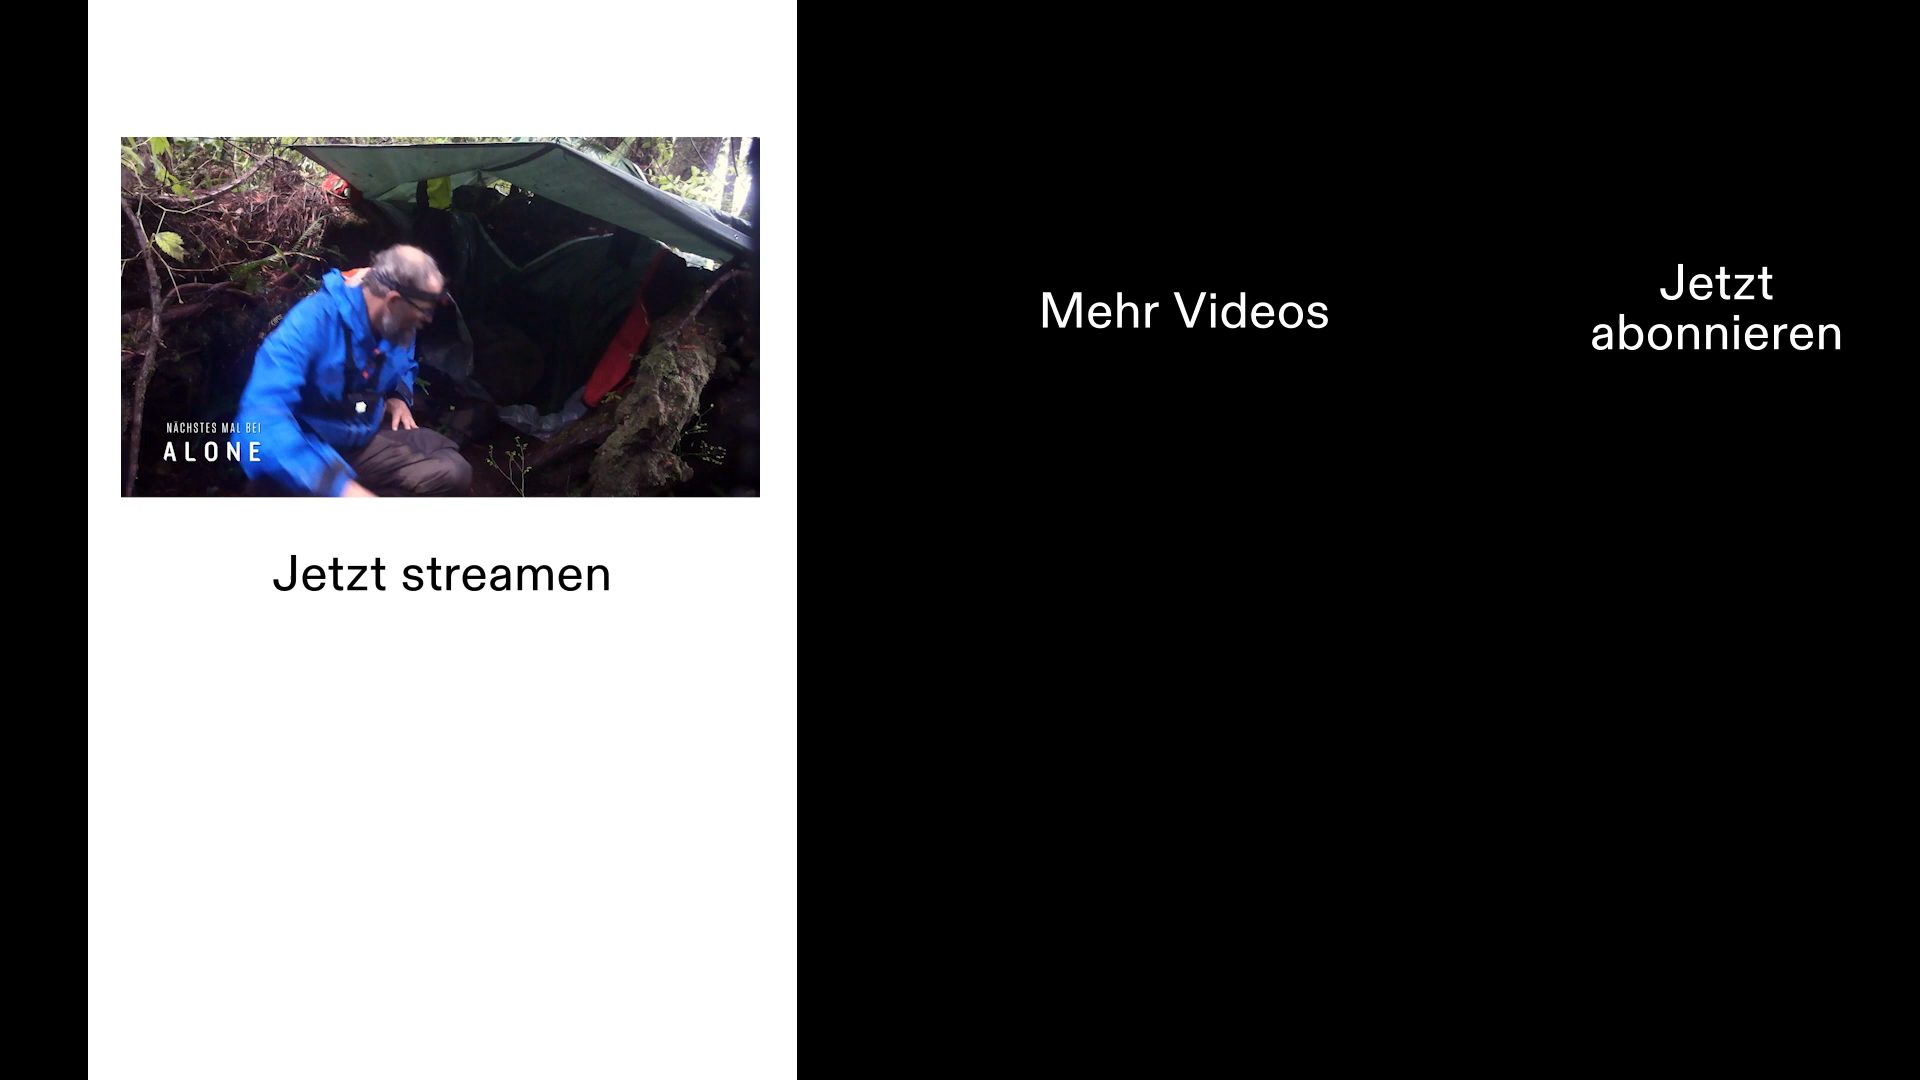 NÄCHSTES MAL BEI
ALONE
Jetzt streamen
Mehr Videos
Jetzt
abonnieren